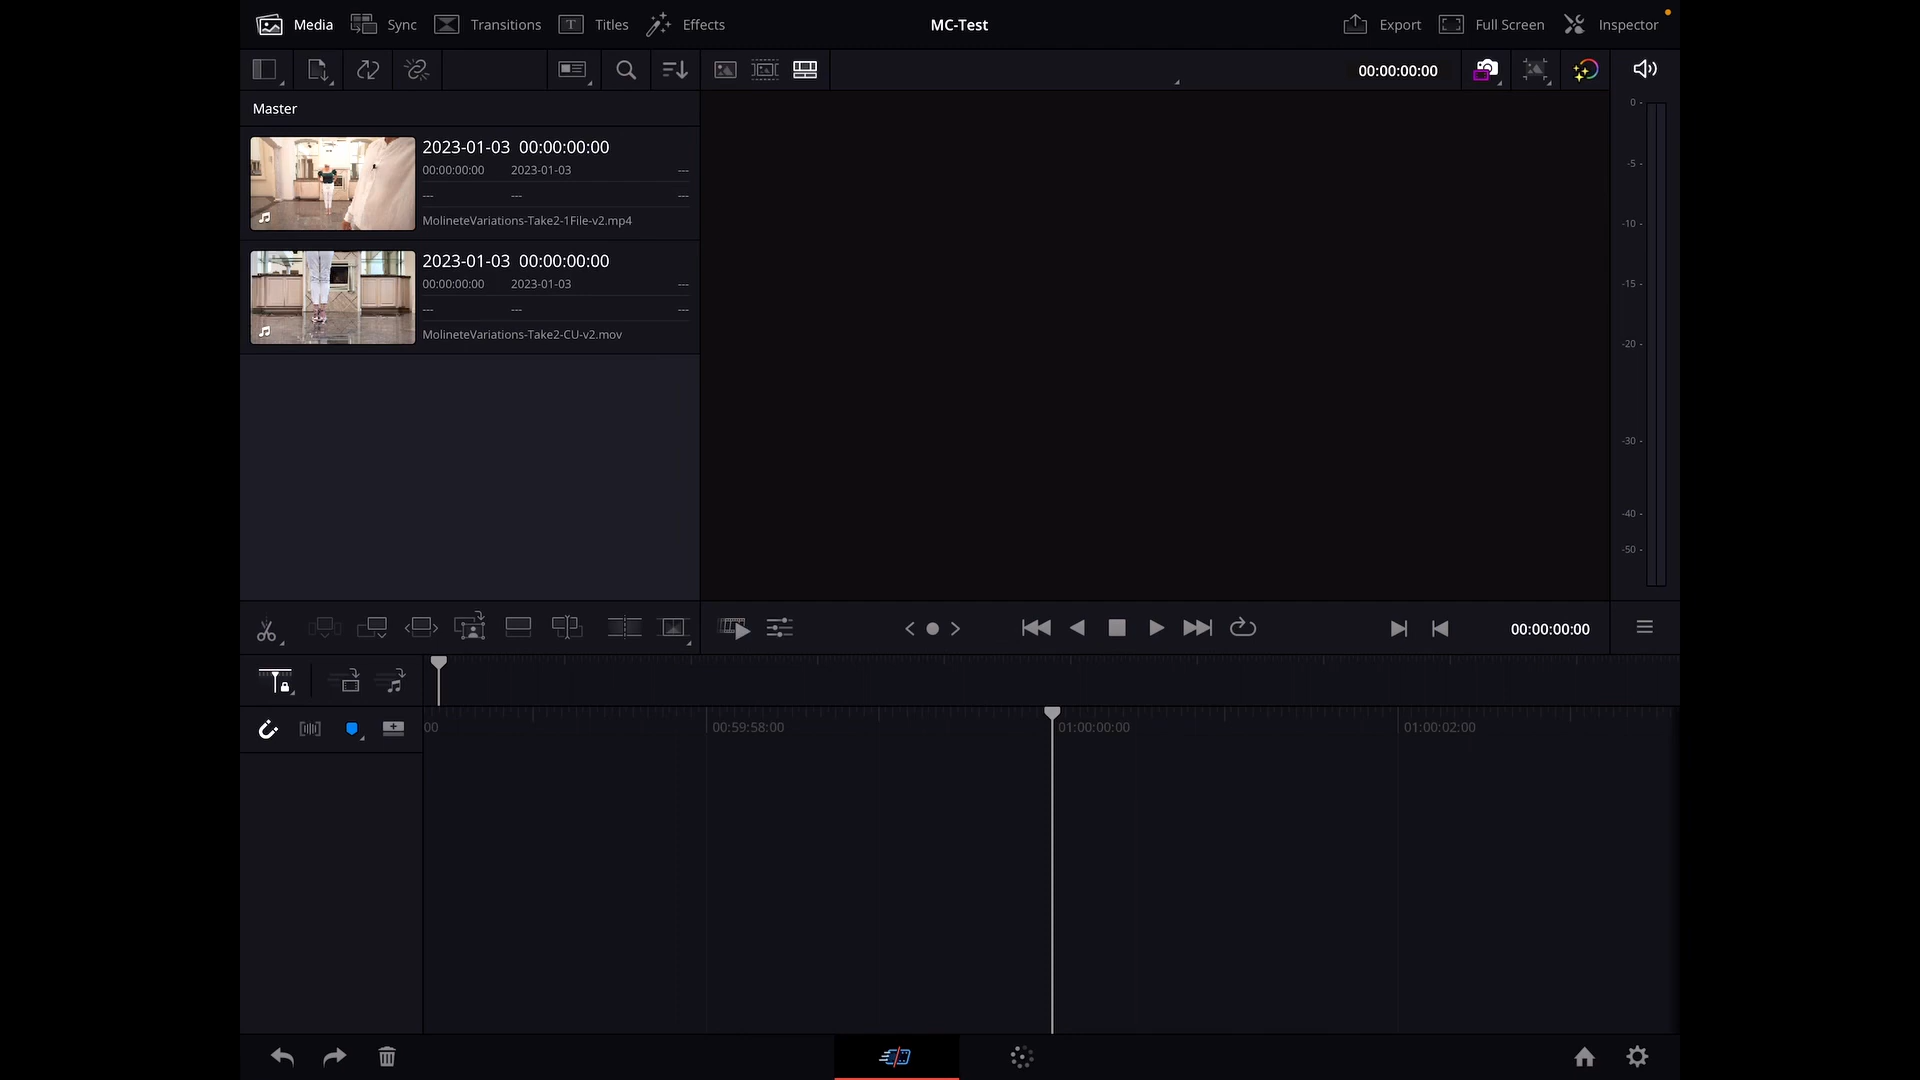 Media Sync Transitions Titles Effects MC-Test Export Full Screen Inspector
00:00:00:00
Master
2023-01-03 00:00:00:00
00:00:00:00 2023-01-03 ---
--- --- ---
MolineteVariations-Take2-1File-v2.mp4
2023-01-03 00:00:00:00
00:00:00:00 2023-01-03 ---
--- --- ---
MolineteVariations-Take2-CU-v2.mov
0 -
-5 -
-10 -
-15 -
-20 -
-30 -
-40 -
-50 -
00:00:00:00
00 00:59:58:00 01:00:00:00 01:00:02:00